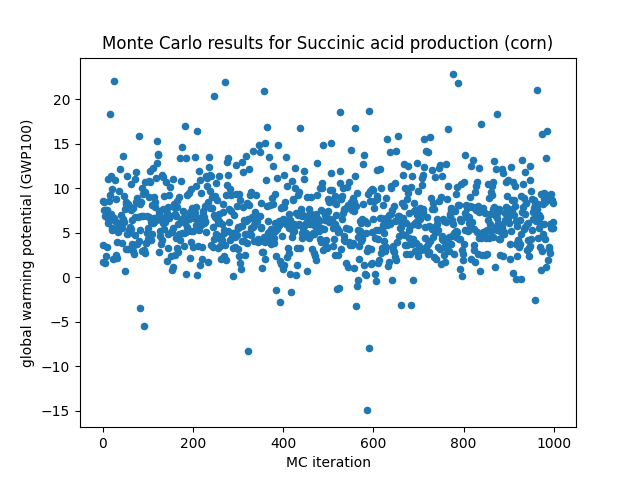 Monte Carlo results for Succinic acid production (corn)
20
15
10
5
0
−5
−10
−15
global warming potential (GWP100)
0 200 400 600 800 1000
MC iteration